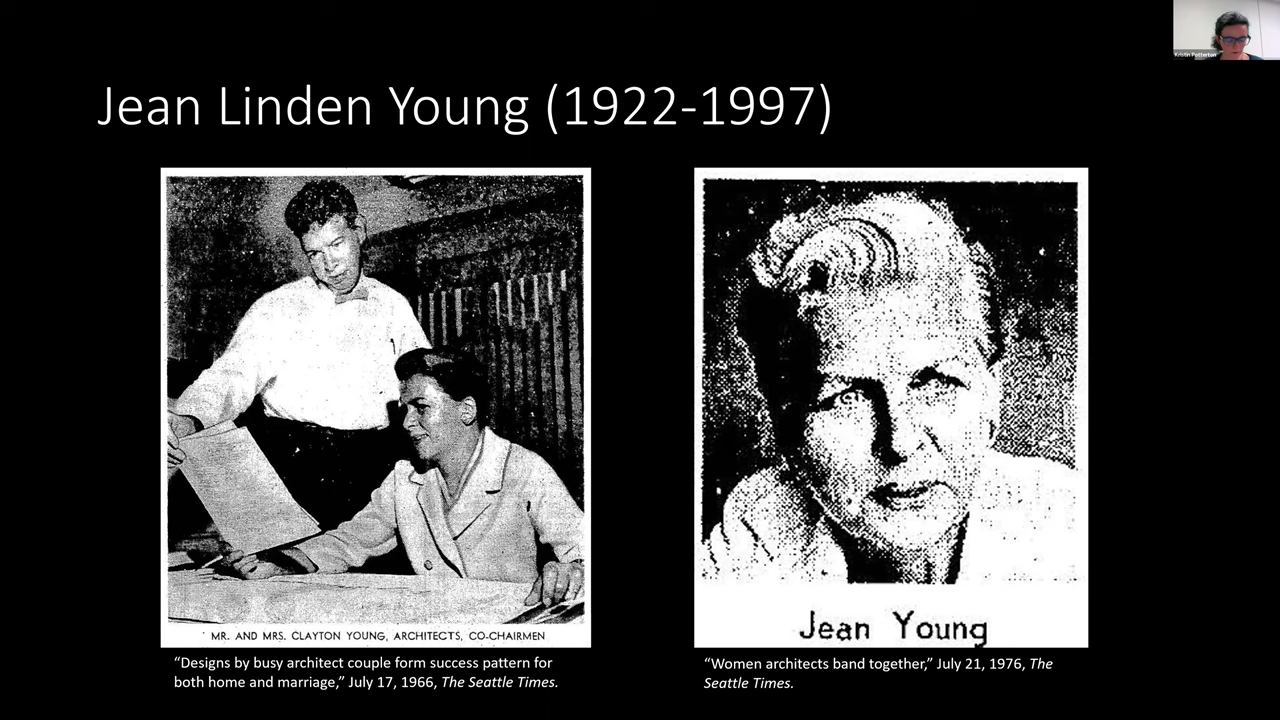 Kristin Potterton
Jean Linden Young (1922-1997)
MR. AND MRS. CLAYTON YOUNG, ARCHITECTS, CO-CHAIRMEN
“Designs by busy architect couple form success pattern for
both home and marriage,” July 17, 1966, The Seattle Times.
Jean Young
“Women architects band together,” July 21, 1976, The
Seattle Times.